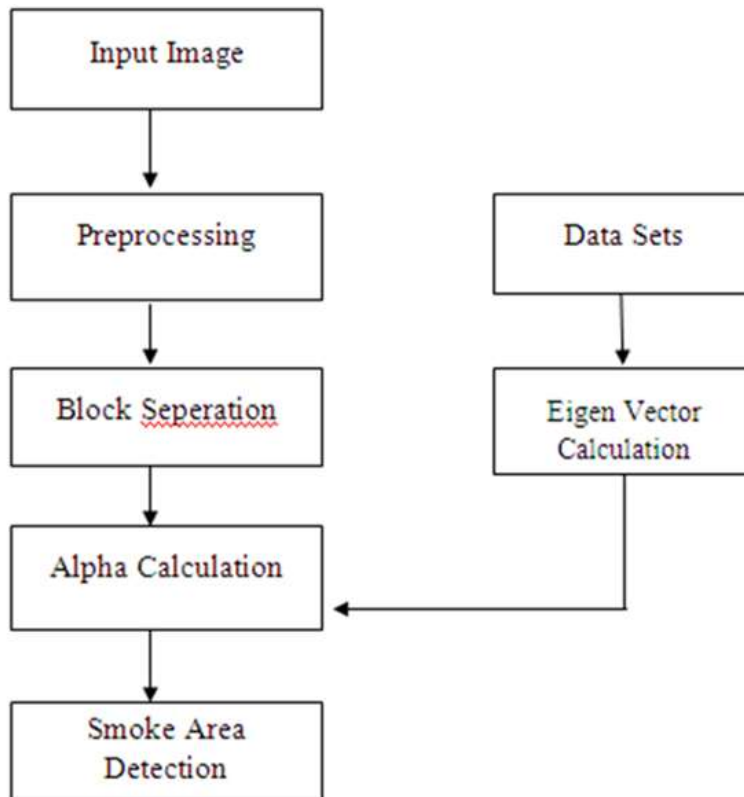 Input Image
Preprocessing
Data Sets
Block Seperation
Eigen Vector
Calculation
Alpha Calculation
Smoke Area
Detection